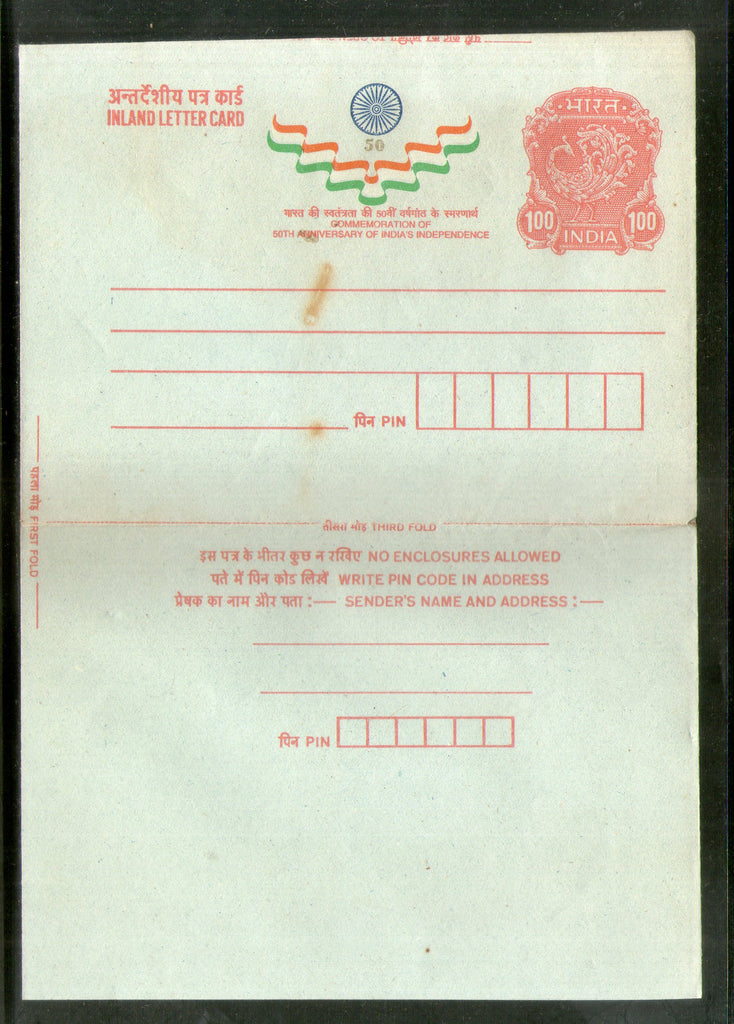 अन्तर्देशीय पत्र कार्ड
INLAND LETTER CARD
50
भारत की स्वतंत्रता की 50वीं वर्षगांठ के स्मरणार्थ
COMMEMORATION OF
50TH ANNIVERSARY OF INDIA'S INDEPENDENCE
भारत
100 100
INDIA
पिन PIN
पहला मोड़ FIRST FOLD
तीसरा मोड़ THIRD FOLD
इस पत्र के भीतर कुछ न रखिए NO ENCLOSURES ALLOWED
पते में पिन कोड लिखें WRITE PIN CODE IN ADDRESS
प्रेषक का नाम और पता :— SENDER'S NAME AND ADDRESS :—
पिन PIN